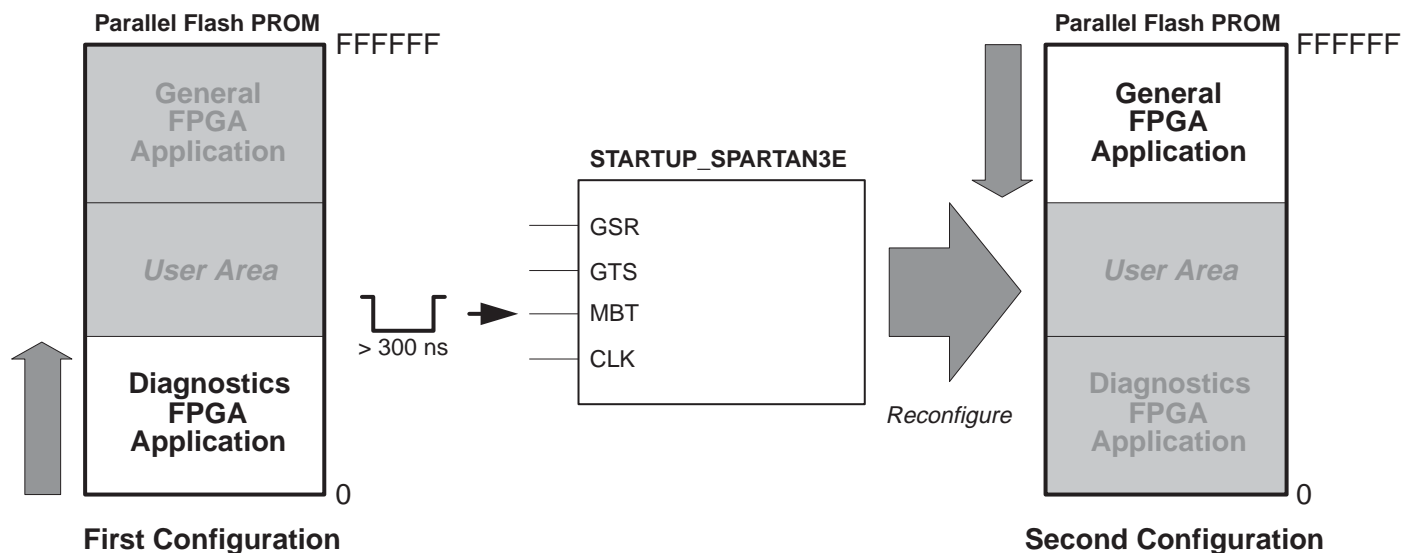 Parallel Flash PROM
FFFFFF
General
FPGA
Application
User Area
Diagnostics
FPGA
Application
0
First Configuration
> 300 ns
STARTUP_SPARTAN3E
GSR
GTS
MBT
CLK
Reconfigure
Parallel Flash PROM
FFFFFF
General
FPGA
Application
User Area
Diagnostics
FPGA
Application
0
Second Configuration